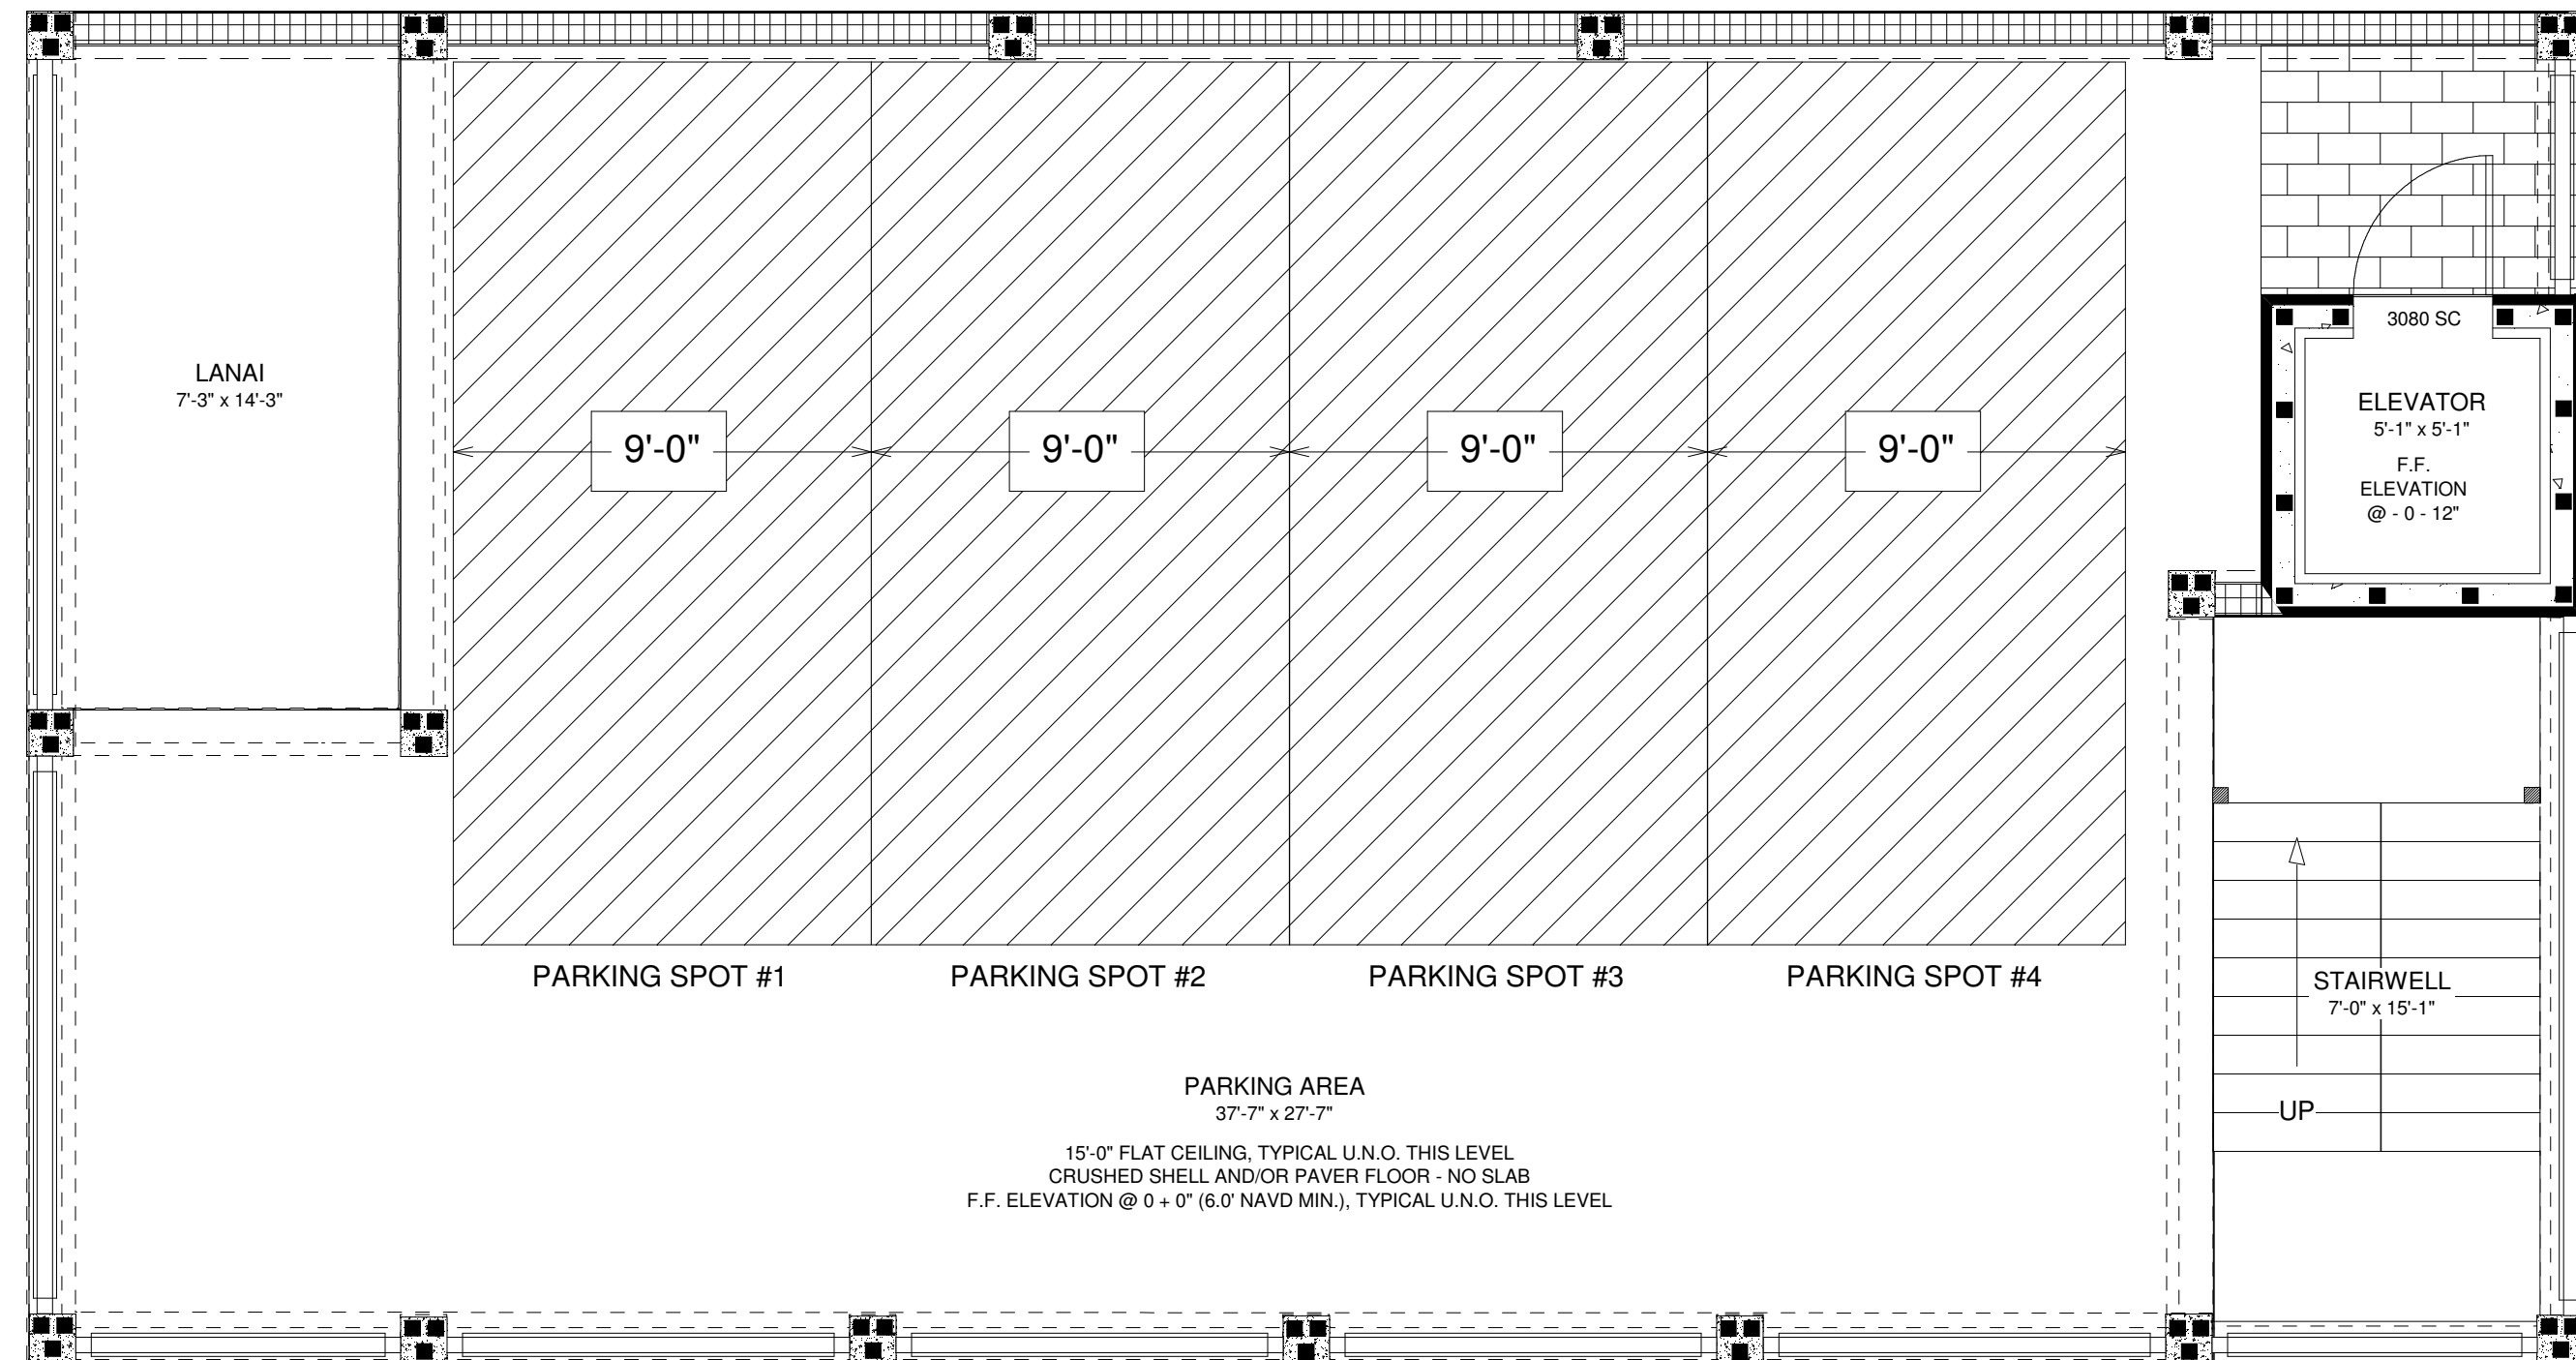 3080 SC
LANAI
7'-3" x 14'-3"
ELEVATOR
5'-1" x 5'-1"
F.F.
ELEVATION
@ - 0 - 12"
9'-0"
9'-0"
9'-0"
9'-0"
PARKING SPOT #1
PARKING SPOT #2
PARKING SPOT #3
PARKING SPOT #4
STAIRWELL
7'-0" x 15'-1"
UP
PARKING AREA
37'-7" x 27'-7"
15'-0" FLAT CEILING, TYPICAL U.N.O. THIS LEVEL
CRUSHED SHELL AND/OR PAVER FLOOR - NO SLAB
F.F. ELEVATION @ 0 + 0" (6.0' NAVD MIN.), TYPICAL U.N.O. THIS LEVEL